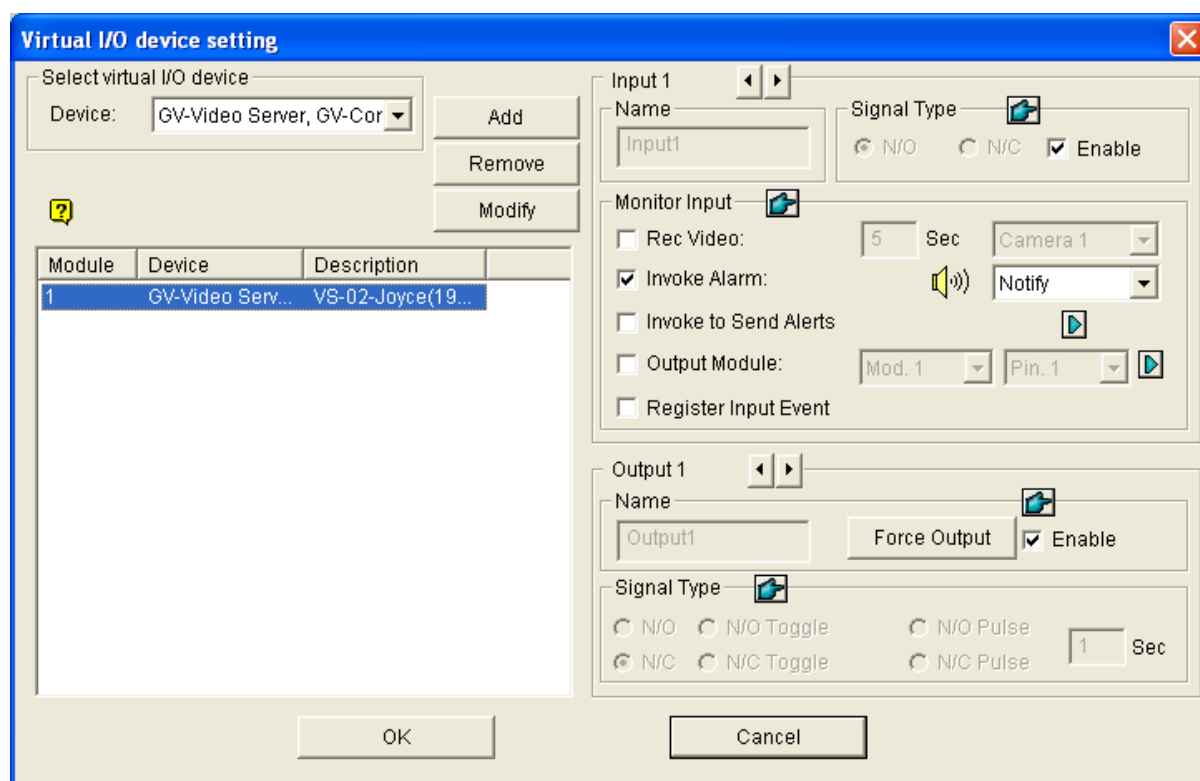 Virtual I/O device setting
Select virtual I/O device
Device:
GV-Video Server, GV-Cor
Add
Remove
Modify
?
Module Device Description
1 GV-Video Serv... VS-02-Joyce(19...
Input 1
Name
Input1
Signal Type
N/O N/C Enable
Monitor Input
Rec Video: 5 Sec Camera 1
Invoke Alarm: Notify
Invoke to Send Alerts
Output Module: Mod. 1 Pin. 1
Register Input Event
Output 1
Name
Output1 Force Output Enable
Signal Type
N/O N/O Toggle N/O Pulse
N/C N/C Toggle N/C Pulse
1 Sec
OK
Cancel